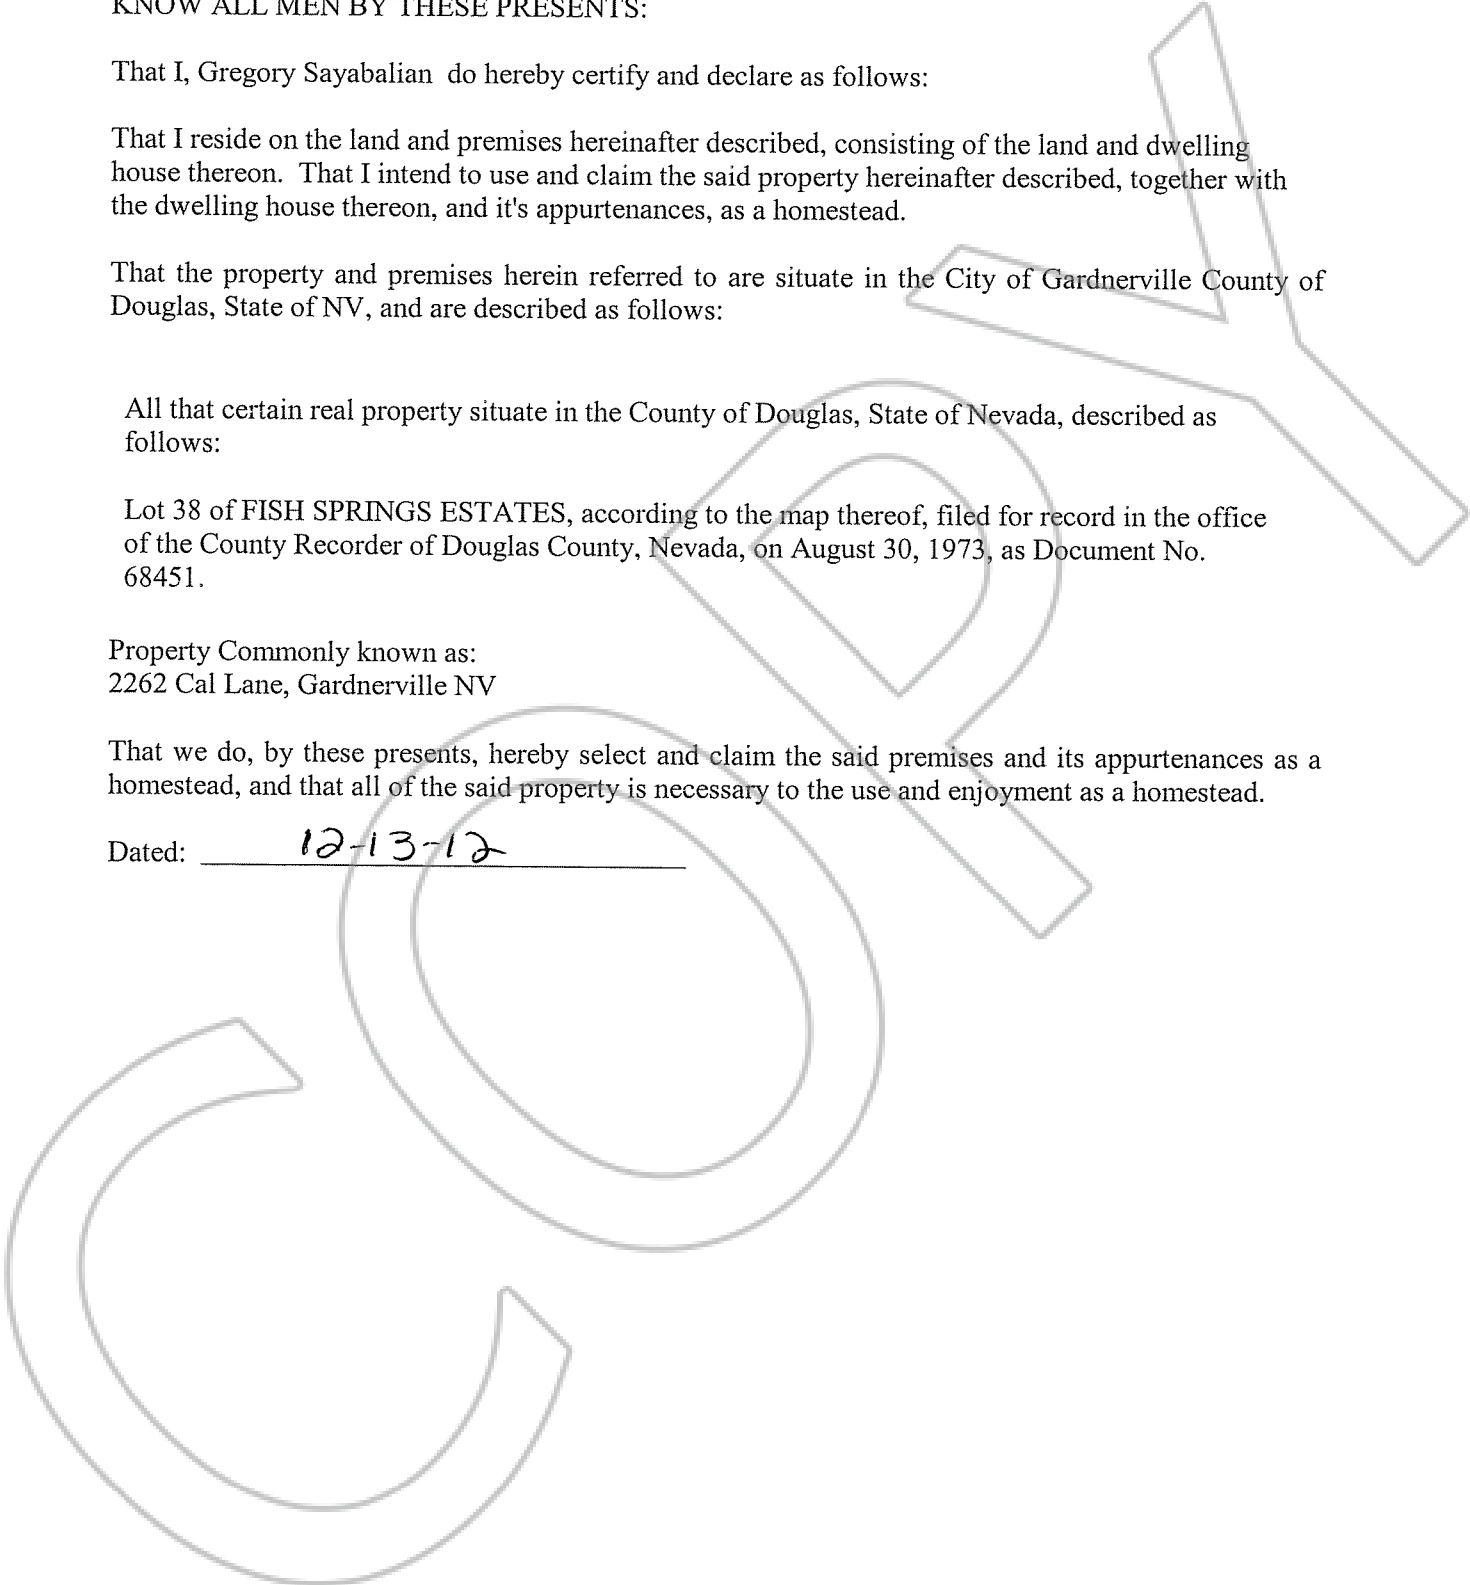 KNOW ALL MEN BY THESE PRESENTS:
That I, Gregory Sayabalian do hereby certify and declare as follows:
That I reside on the land and premises hereinafter described, consisting of the land and dwelling
house thereon. That I intend to use and claim the said property hereinafter described, together with
the dwelling house thereon, and it's appurtenances, as a homestead.
That the property and premises herein referred to are situate in the City of Gardnerville County of
Douglas, State of NV, and are described as follows:
All that certain real property situate in the County of Douglas, State of Nevada, described as
follows:
Lot 38 of FISH SPRINGS ESTATES, according to the map thereof, filed for record in the office
of the County Recorder of Douglas County, Nevada, on August 30, 1973, as Document No.
68451.
Property Commonly known as:
2262 Cal Lane, Gardnerville NV
That we do, by these presents, hereby select and claim the said premises and its appurtenances as a
homestead, and that all of the said property is necessary to the use and enjoyment as a homestead.
Dated: 12-13-12
COPY